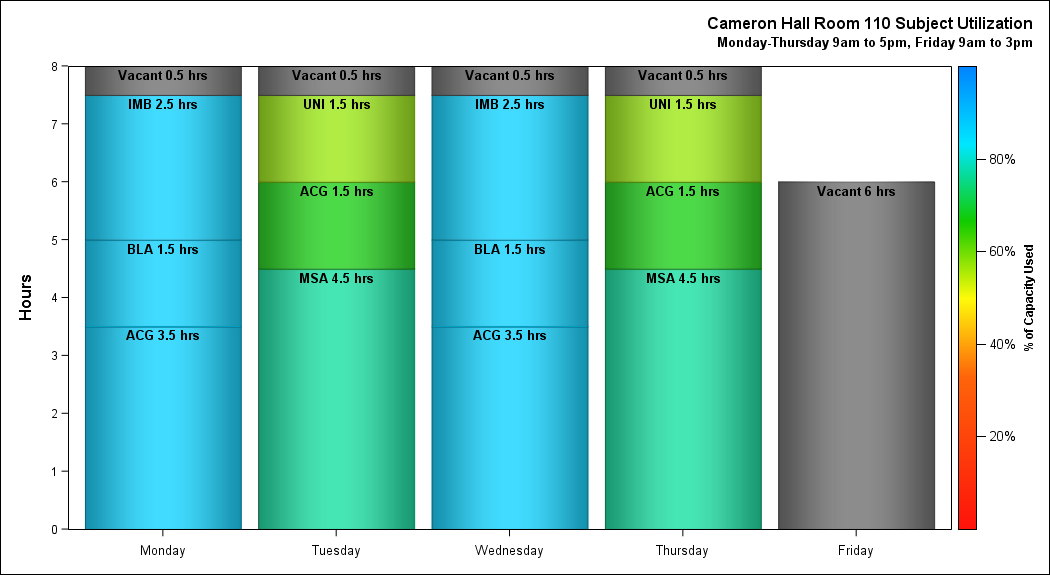 Cameron Hall Room 110 Subject Utilization
Monday-Thursday 9am to 5pm, Friday 9am to 3pm
8
7
6
5
4
3
2
1
0
Hours
Vacant 0.5 hrs
IMB 2.5 hrs
BLA 1.5 hrs
ACG 3.5 hrs
Vacant 0.5 hrs
UNI 1.5 hrs
ACG 1.5 hrs
MSA 4.5 hrs
Vacant 0.5 hrs
IMB 2.5 hrs
BLA 1.5 hrs
ACG 3.5 hrs
Vacant 0.5 hrs
UNI 1.5 hrs
ACG 1.5 hrs
MSA 4.5 hrs
Vacant 6 hrs
Monday
Tuesday
Wednesday
Thursday
Friday
80%
60%
40%
20%
% of Capacity Used